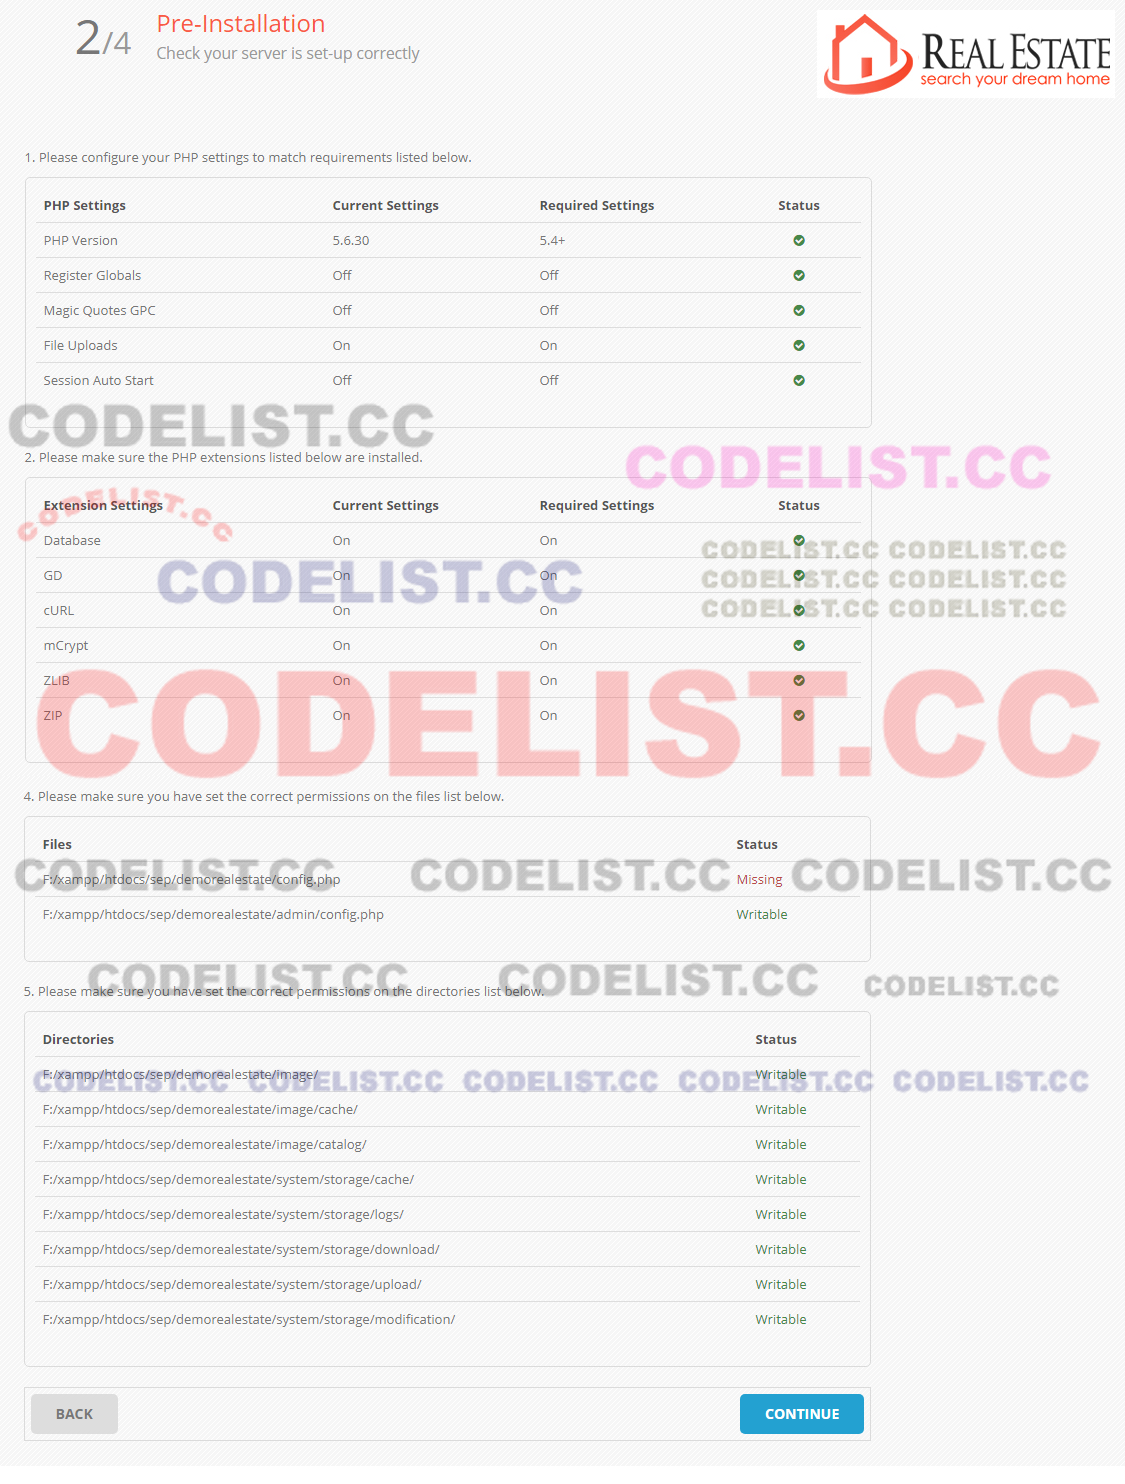 2/4 Pre-Installation
Check your server is set-up correctly
REAL ESTATE
search your dream home
1. Please configure your PHP settings to match requirements listed below.
PHP Settings Current Settings Required Settings Status
PHP Version 5.6.30 5.4+
Register Globals Off Off
Magic Quotes GPC Off Off
File Uploads On On
Session Auto Start Off Off
CODELIST.CC
2. Please make sure the PHP extensions listed below are installed.
CODELIST.CC
CODELIST.CC
Extension Settings Current Settings Required Settings Status
Database On On
CODELIST.CC CODELIST.CC
GD On On
CODELIST.CC
CODELIST.CC CODELIST.CC
cURL On On
CODELIST.CC CODELIST.CC
mCrypt On On
ZLIB On On
CODELIST.CC
ZIP On On
4. Please make sure you have set the correct permissions on the files list below.
Files Status
CODELIST.CC CODELIST.CC CODELIST.CC
F:/xampp/htdocs/sep/demorealestate/config.php Missing
F:/xampp/htdocs/sep/demorealestate/admin/config.php Writable
CODELIST.CC CODELIST.CC CODELIST.CC
5. Please make sure you have set the correct permissions on the directories list below.
Directories Status
F:/xampp/htdocs/sep/demorealestate/image/ Writable
CODELIST.CC CODELIST.CC CODELIST.CC CODELIST.CC CODELIST.CC
F:/xampp/htdocs/sep/demorealestate/image/cache/ Writable
F:/xampp/htdocs/sep/demorealestate/image/catalog/ Writable
F:/xampp/htdocs/sep/demorealestate/system/storage/cache/ Writable
F:/xampp/htdocs/sep/demorealestate/system/storage/logs/ Writable
F:/xampp/htdocs/sep/demorealestate/system/storage/download/ Writable
F:/xampp/htdocs/sep/demorealestate/system/storage/upload/ Writable
F:/xampp/htdocs/sep/demorealestate/system/storage/modification/ Writable
BACK CONTINUE